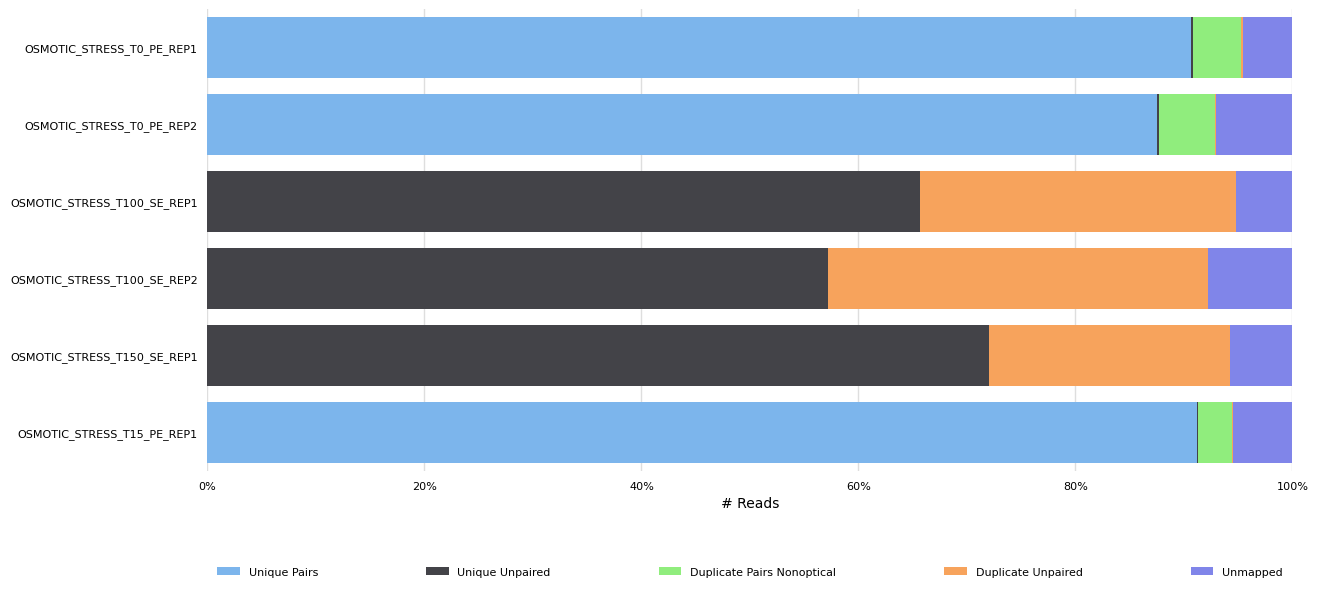 OSMOTIC_STRESS_T0_PE_REP1
OSMOTIC_STRESS_T0_PE_REP2
OSMOTIC_STRESS_T100_SE_REP1
OSMOTIC_STRESS_T100_SE_REP2
OSMOTIC_STRESS_T150_SE_REP1
OSMOTIC_STRESS_T15_PE_REP1
0% 20% 40% 60% 80% 100%
# Reads
Unique Pairs Unique Unpaired Duplicate Pairs Nonoptical Duplicate Unpaired Unmapped